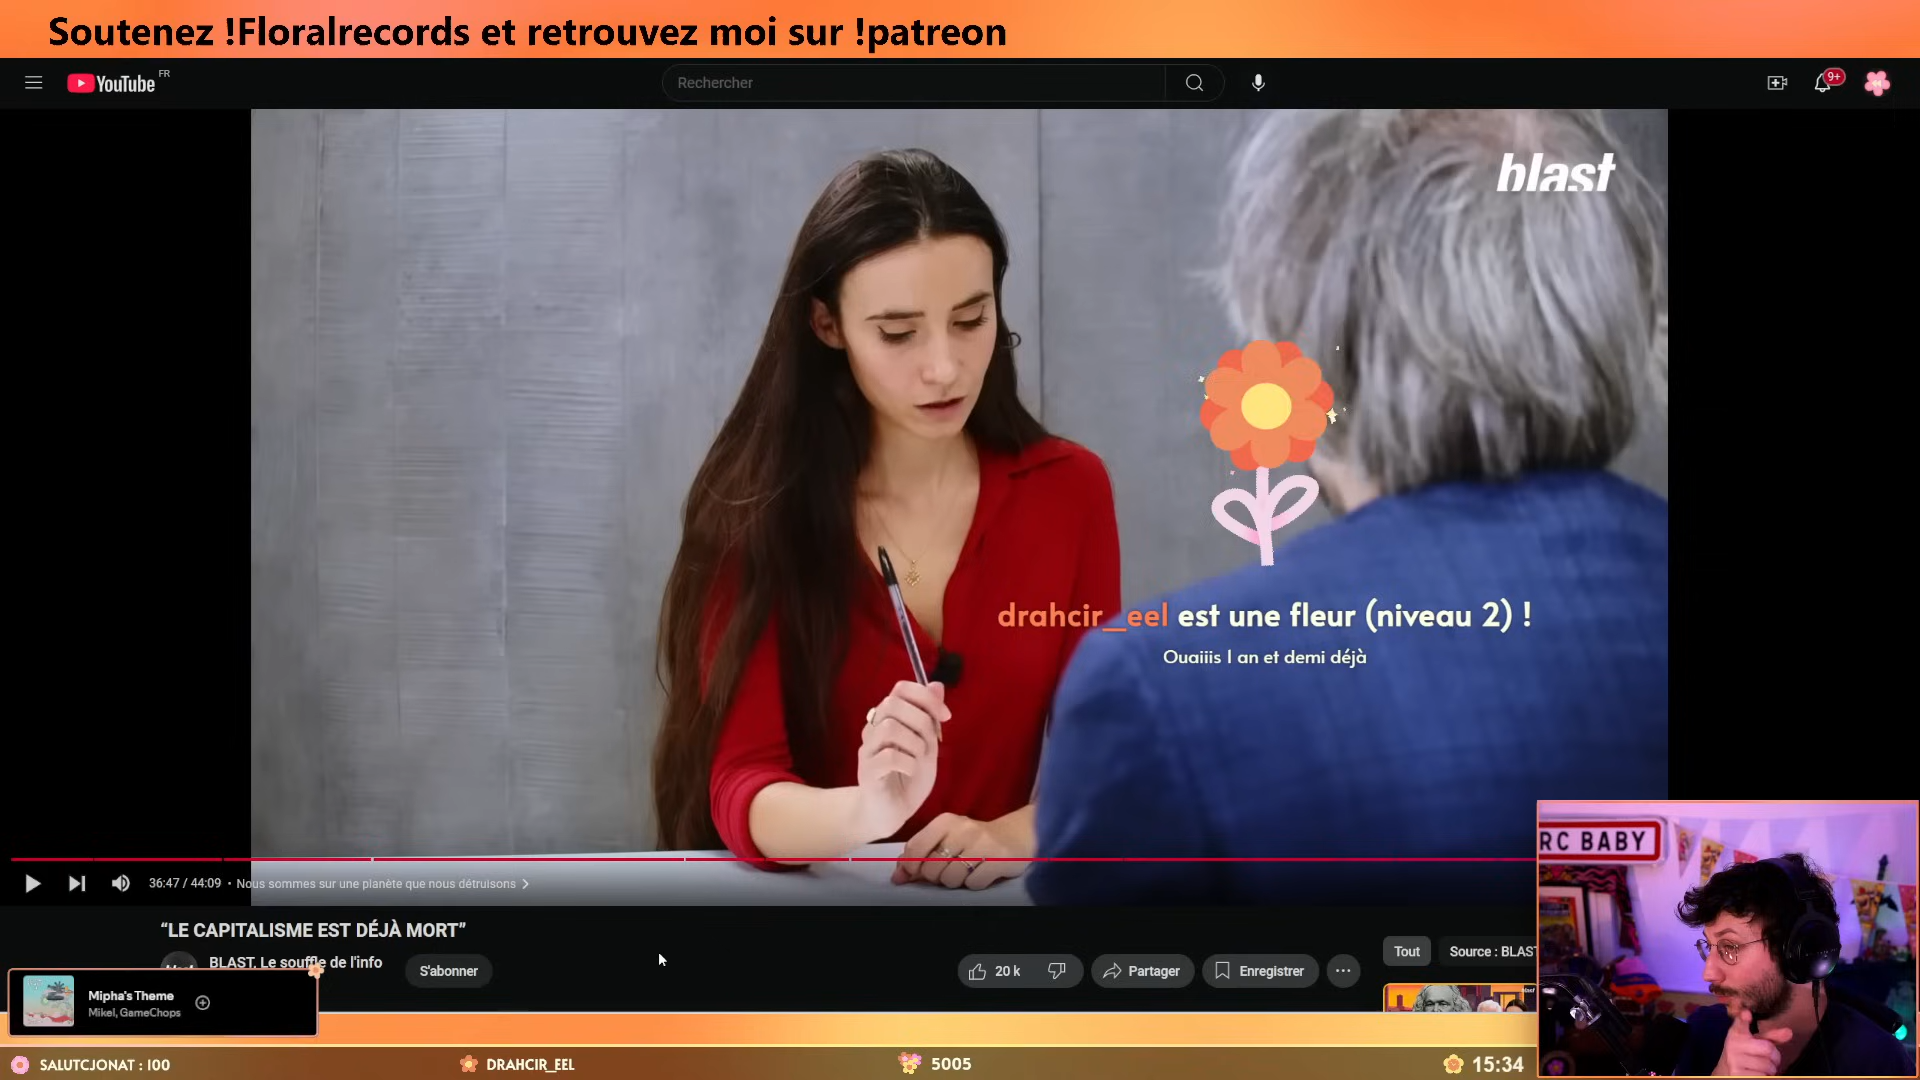 Soutenez !Floralrecords et retrouvez moi sur !patreon
YouTube FR
Rechercher
9+
blast
drahcir_eel est une fleur (niveau 2) !
Ouaiiis 1 an et demi déjà
36:47 / 44:09 • Nous sommes sur une planète que nous détruisons
“LE CAPITALISME EST DÉJÀ MORT”
BLAST, Le souffle de l'info
S'abonner
20 k
Partager
Enregistrer
Tout
Source : BLAST
RC BABY
Mipha's Theme
Mikel, GameChops
SALUTCJONAT : 100
DRAHCIR_EEL
5005
15:34